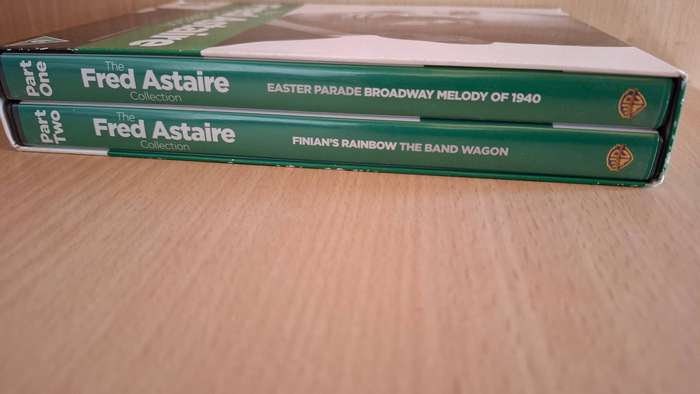 Astaire
Part One
The
Fred Astaire
Collection
EASTER PARADE BROADWAY MELODY OF 1940
Part Two
The
Fred Astaire
Collection
FINIAN'S RAINBOW THE BAND WAGON